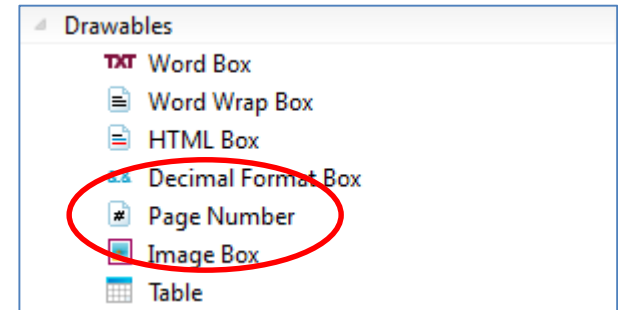 Drawables
TXT Word Box
Word Wrap Box
HTML Box
Decimal Format Box
# Page Number
Image Box
Table